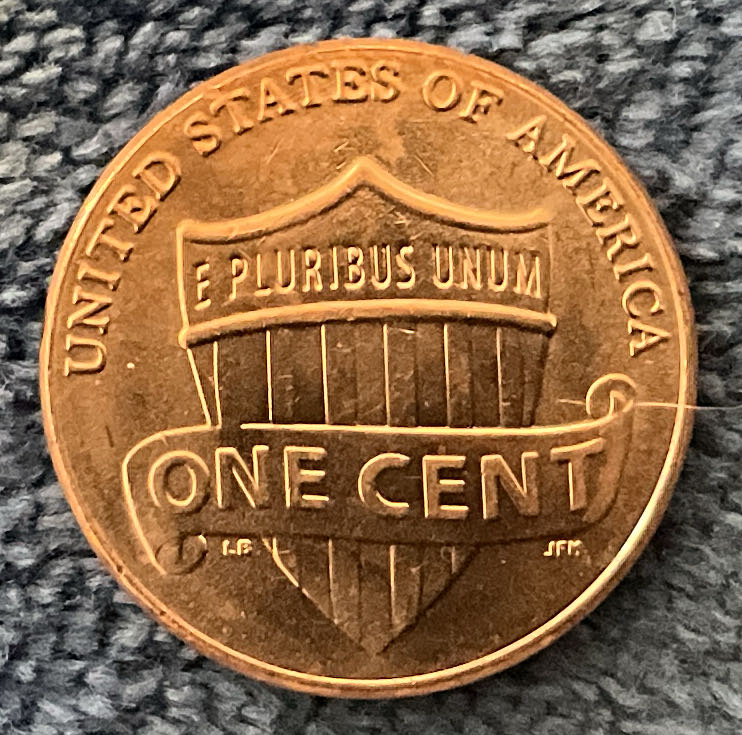 UNITED STATES OF AMERICA
E PLURIBUS UNUM
ONE CENT
LB JFM